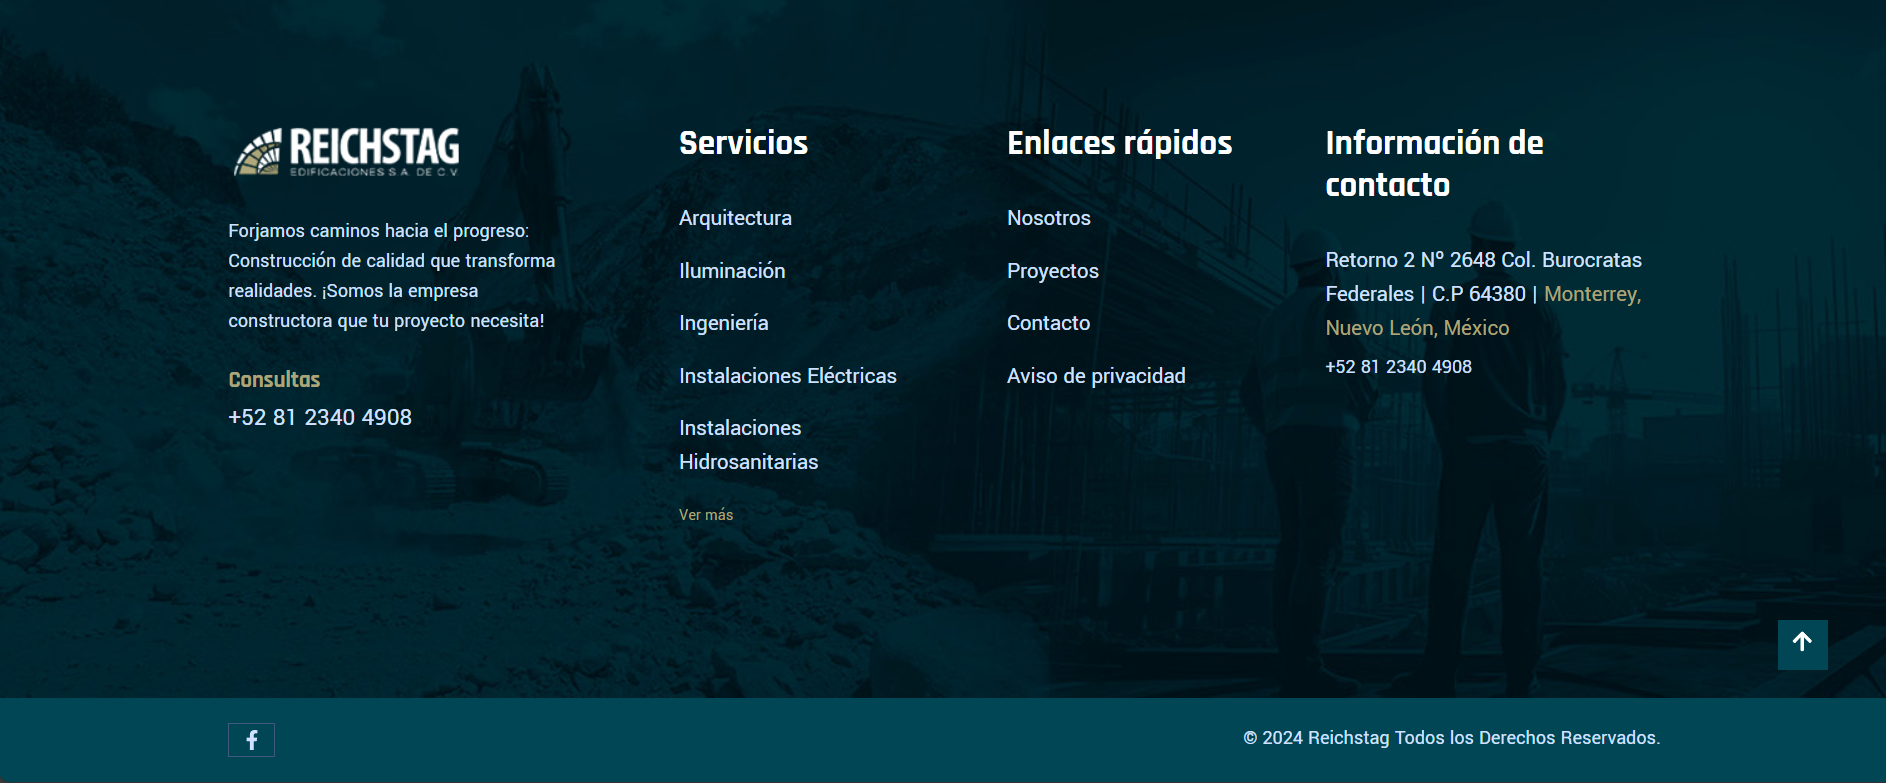 REICHSTAG
EDIFICACIONES S.A. DE C.V.
Forjamos caminos hacia el progreso:
Construcción de calidad que transforma
realidades. ¡Somos la empresa
constructora que tu proyecto necesita!
Consultas
+52 81 2340 4908
Servicios
Arquitectura
Iluminación
Ingeniería
Instalaciones Eléctricas
Instalaciones
Hidrosanitarias
Ver más
Enlaces rápidos
Nosotros
Proyectos
Contacto
Aviso de privacidad
Información de
contacto
Retorno 2 Nº 2648 Col. Burocratas
Federales | C.P 64380 | Monterrey,
Nuevo León, México
+52 81 2340 4908
© 2024 Reichstag Todos los Derechos Reservados.